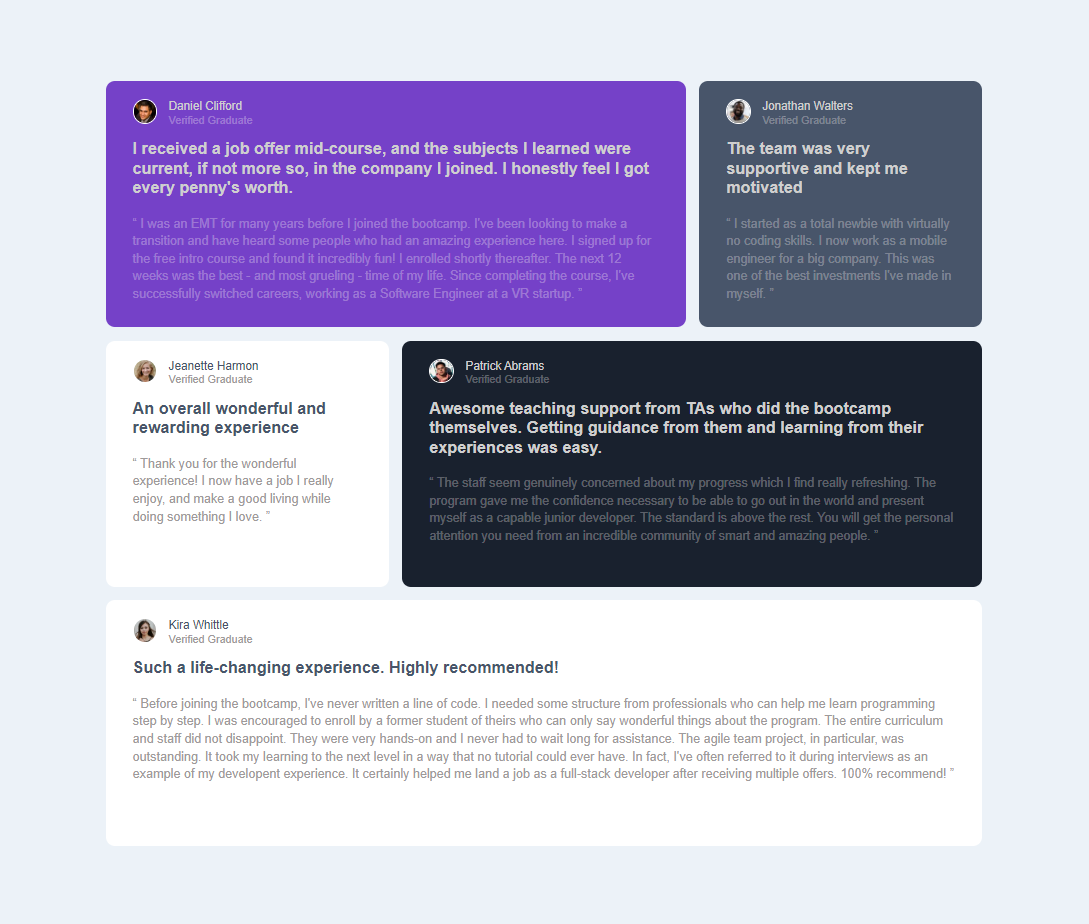 Daniel Clifford
Verified Graduate
I received a job offer mid-course, and the subjects I learned were
current, if not more so, in the company I joined. I honestly feel I got
every penny's worth.
“ I was an EMT for many years before I joined the bootcamp. I've been looking to make a
transition and have heard some people who had an amazing experience here. I signed up for
the free intro course and found it incredibly fun! I enrolled shortly thereafter. The next 12
weeks was the best - and most grueling - time of my life. Since completing the course, I've
successfully switched careers, working as a Software Engineer at a VR startup. ”
Jonathan Walters
Verified Graduate
The team was very
supportive and kept me
motivated
“ I started as a total newbie with virtually
no coding skills. I now work as a mobile
engineer for a big company. This was
one of the best investments I've made in
myself. ”
Jeanette Harmon
Verified Graduate
An overall wonderful and
rewarding experience
“ Thank you for the wonderful
experience! I now have a job I really
enjoy, and make a good living while
doing something I love. ”
Patrick Abrams
Verified Graduate
Awesome teaching support from TAs who did the bootcamp
themselves. Getting guidance from them and learning from their
experiences was easy.
“ The staff seem genuinely concerned about my progress which I find really refreshing. The
program gave me the confidence necessary to be able to go out in the world and present
myself as a capable junior developer. The standard is above the rest. You will get the personal
attention you need from an incredible community of smart and amazing people. ”
Kira Whittle
Verified Graduate
Such a life-changing experience. Highly recommended!
“ Before joining the bootcamp, I've never written a line of code. I needed some structure from professionals who can help me learn programming
step by step. I was encouraged to enroll by a former student of theirs who can only say wonderful things about the program. The entire curriculum
and staff did not disappoint. They were very hands-on and I never had to wait long for assistance. The agile team project, in particular, was
outstanding. It took my learning to the next level in a way that no tutorial could ever have. In fact, I've often referred to it during interviews as an
example of my developent experience. It certainly helped me land a job as a full-stack developer after receiving multiple offers. 100% recommend! ”